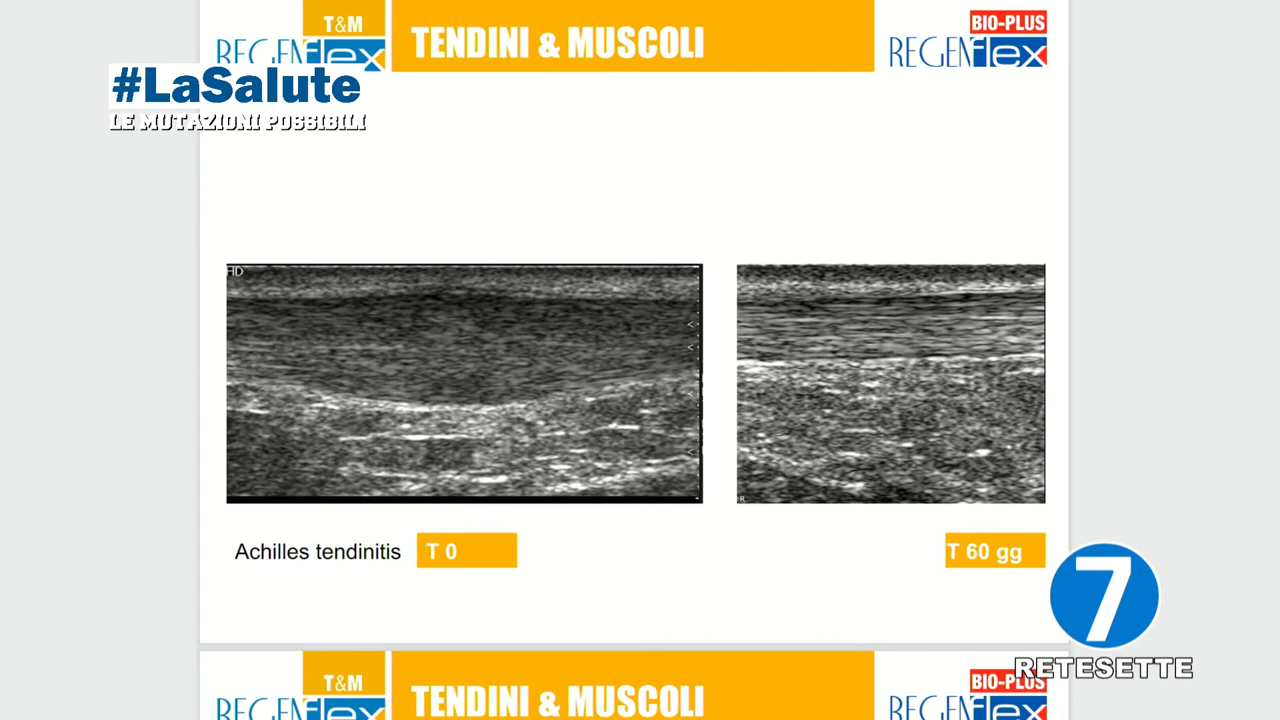 T&M
REGENflex
TENDINI & MUSCOLI
BIO-PLUS
REGENflex
#LaSalute
LE MUTAZIONI POSSIBILI
HD
R
Achilles tendinitis
T 0
T 60 gg
7
RETESETTE
T&M
REGENflex
TENDINI & MUSCOLI
BIO-PLUS
REGENflex